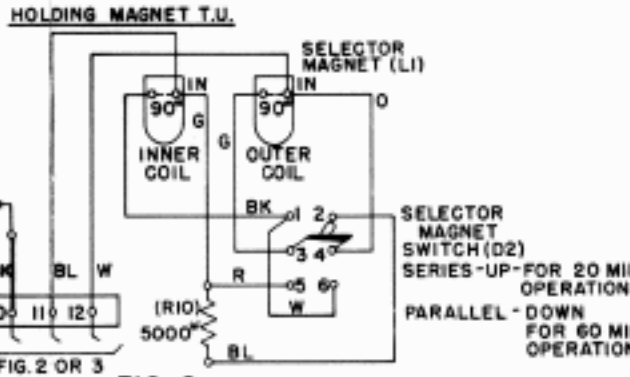 HOLDING MAGNET T.U.
SELECTOR
MAGNET (L1)
IN
IN
90
90
G
G
O
INNER
COIL
OUTER
COIL
BK
1 2
3 4
SELECTOR
MAGNET
SWITCH (D2)
SERIES-UP-FOR 20 MI
OPERATION
BL W
R
5 6
W
11 12
(R10)
5000
PARALLEL - DOWN
FOR 60 MI
OPERATION
BL
FIG. 2 OR 3